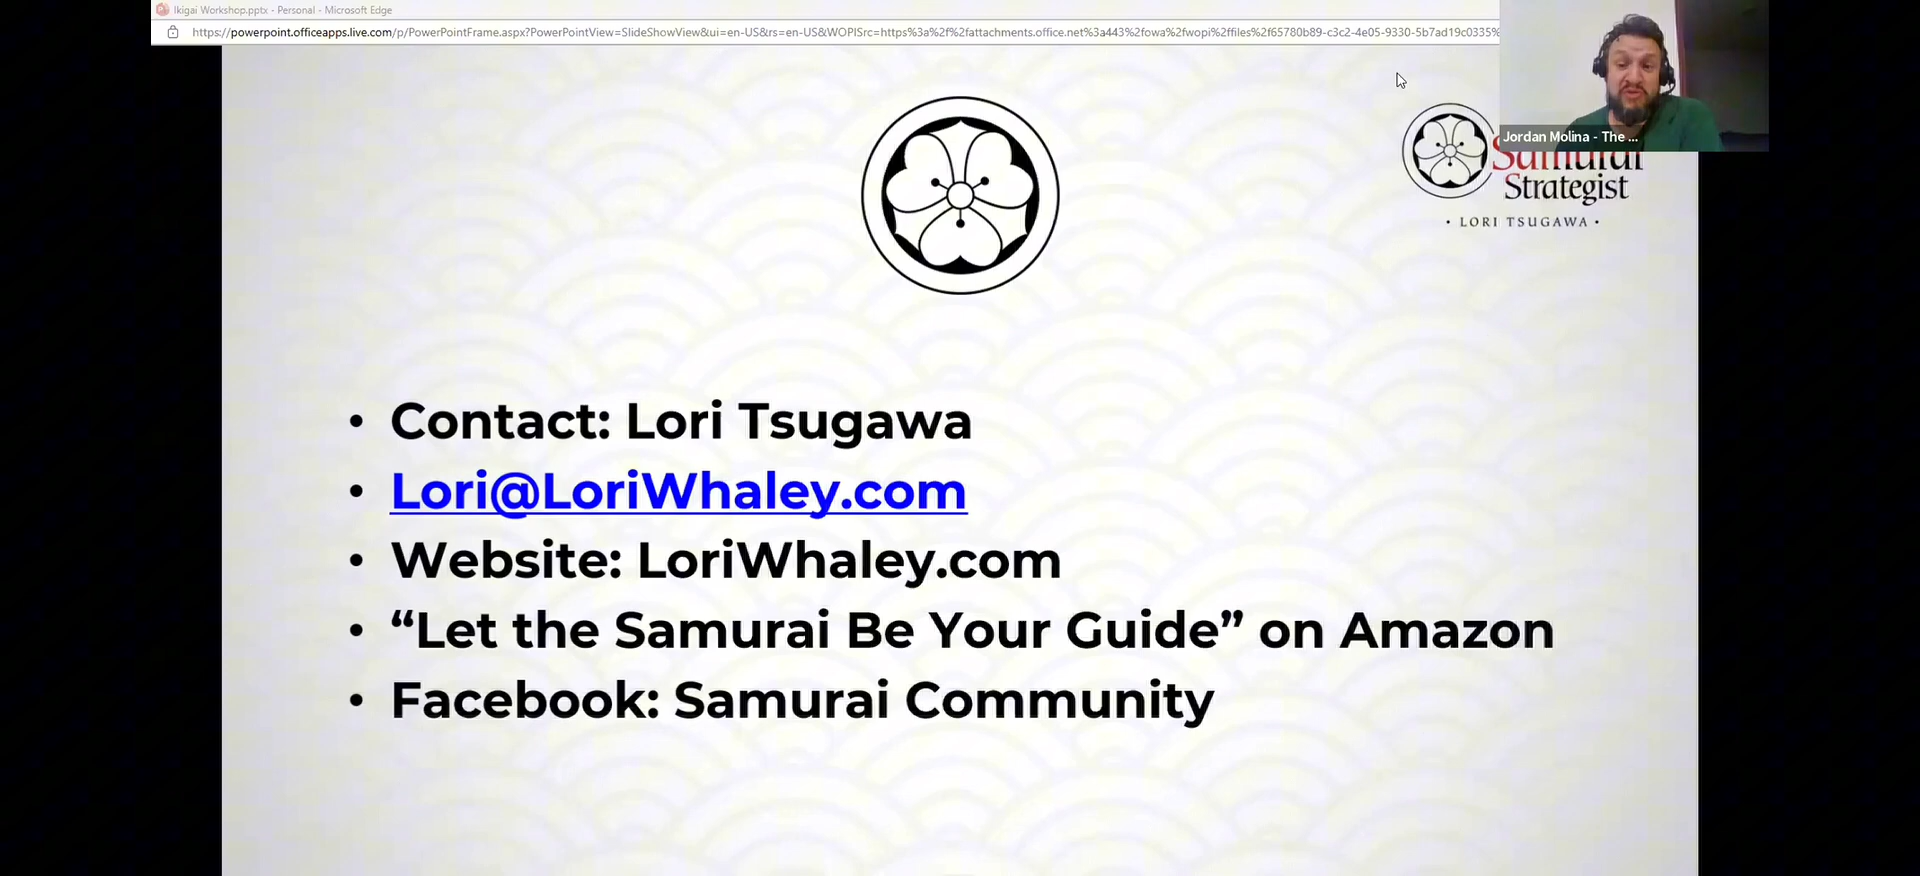 Ikigai Workshop.pptx - Personal - Microsoft Edge
https://powerpoint.officeapps.live.com/p/PowerPointFrame.aspx?PowerPointView=SlideShowView&ui=en-US&rs=en-US&WOPISrc=https%3a%2f%2fattachments.office.net%3a443%2fowa%2fwopi%2ffiles%2f65780b89-c3c2-4e05-9330-5b7ad19c0335%
Jordan Molina - The ...
Samurai
Strategist
• LORI TSUGAWA •
• Contact: Lori Tsugawa
• Lori@LoriWhaley.com
• Website: LoriWhaley.com
• “Let the Samurai Be Your Guide” on Amazon
• Facebook: Samurai Community